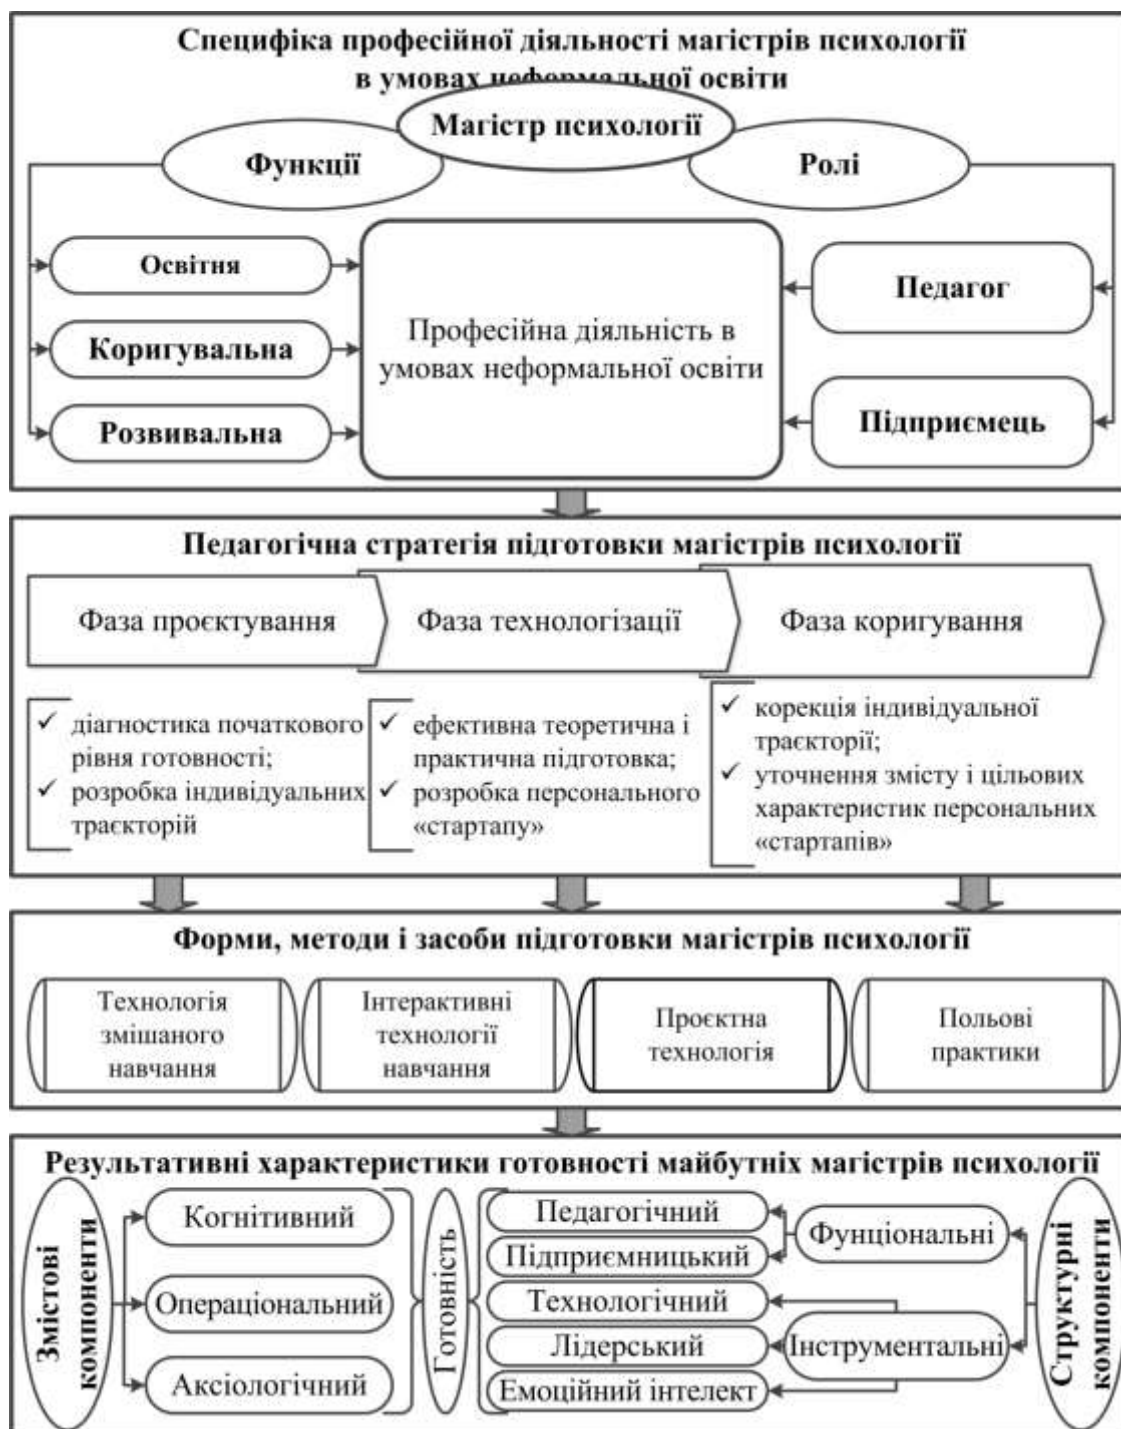 Специфіка професійної діяльності магістрів психології
в умовах неформальної освіти
Магістр психології
Функції
Ролі
Освітня
Коригувальна
Розвивальна
Професійна діяльність в
умовах неформальної освіти
Педагог
Підприємець
Педагогічна стратегія підготовки магістрів психології
Фаза проєктування
Фаза технологізації
Фаза коригування
✓ діагностика початкового
рівня готовності;
✓ розробка індивідуальних
траєкторій
✓ ефективна теоретична і
практична підготовка;
✓ розробка персонального
«стартапу»
✓ корекція індивідуальної
траєкторії;
✓ уточнення змісту і цільових
характеристик персональних
«стартапів»
Форми, методи і засоби підготовки магістрів психології
Технологія
змішаного
навчання
Інтерактивні
технології
навчання
Проєктна
технологія
Польові
практики
Результативні характеристики готовності майбутніх магістрів психології
Змістові
компоненти
Когнітивний
Операціональний
Аксіологічний
Готовність
Педагогічний
Підприємницький
Технологічний
Лідерський
Емоційний інтелект
Фунціональні
Інструментальні
Структурні
компоненти